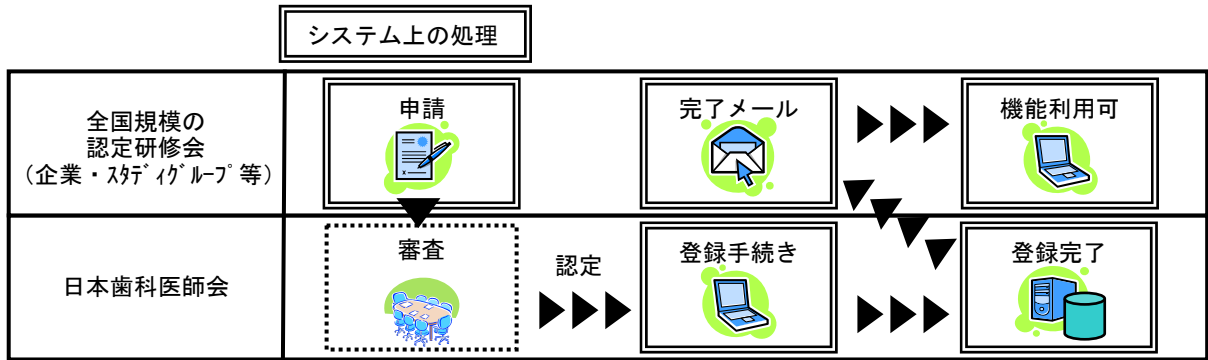 システム上の処理
全国規模の
認定研修会
(企業・ｽﾀﾃﾞｨｸﾞﾙｰﾌﾟ等)
申請
完了メール
機能利用可
日本歯科医師会
審査
認定
登録手続き
登録完了